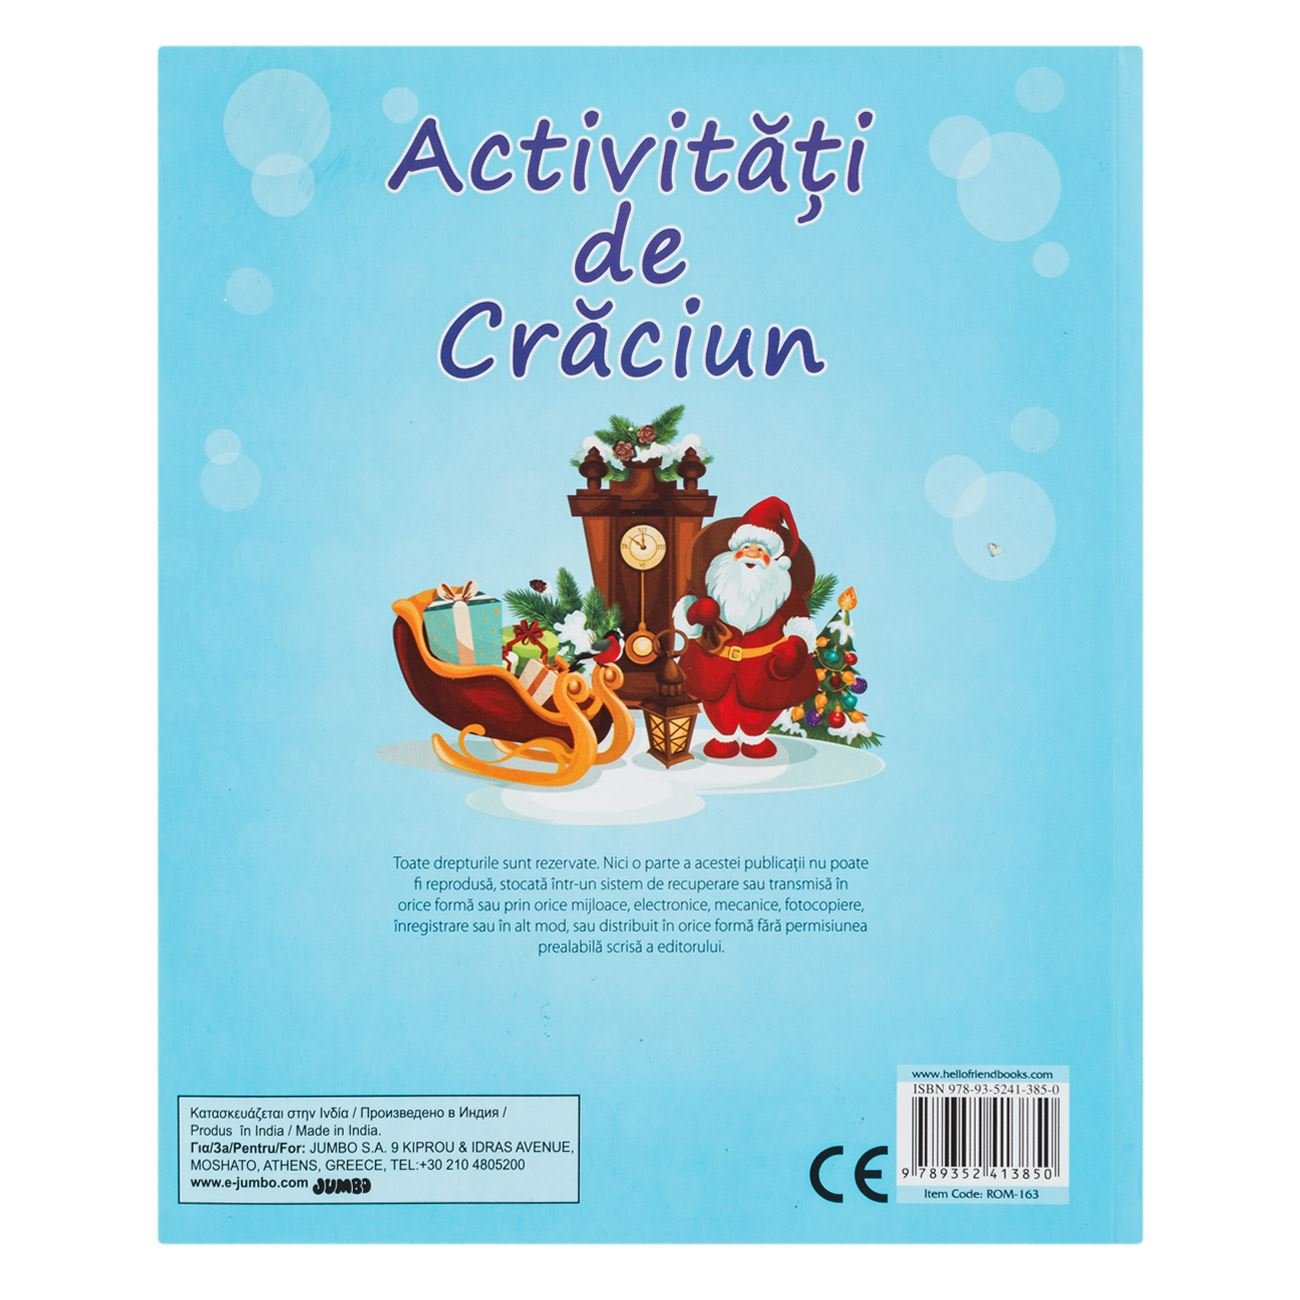 Activități
de
Crăciun
XII
III
VI
IX
Toate drepturile sunt rezervate. Nici o parte a acestei publicații nu poate
fi reprodusă, stocată într-un sistem de recuperare sau transmisă în
orice formă sau prin orice mijloace, electronice, mecanice, fotocopiere,
înregistrare sau în alt mod, sau distribuit în orice formă fără permisiunea
prealabilă scrisă a editorului.
Κατασκευάζεται στην Ινδία / Произведено в Индия /
Produs în India / Made in India.
Για/За/Pentru/For: JUMBO S.A. 9 KIPROU & IDRAS AVENUE,
MOSHATO, ATHENS, GREECE, TEL:+30 210 4805200
www.e-jumbo.com JUMBO
CE
www.hellofriendbooks.com
ISBN 978-93-5241-385-0
9 789352 413850
Item Code: ROM-163